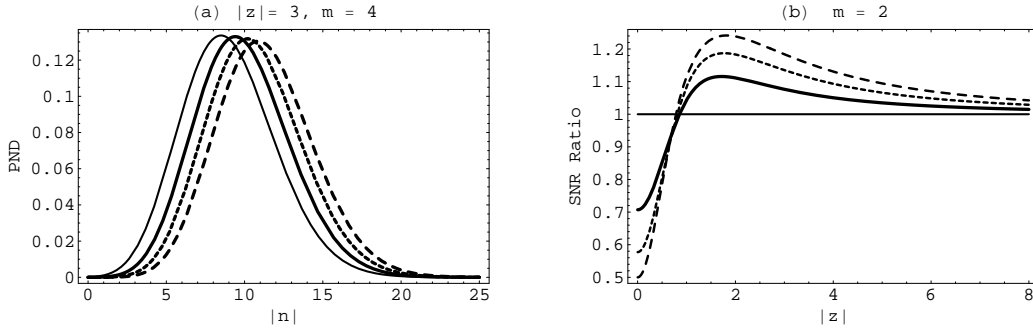 (a) |z|= 3, m = 4
PND
0.12
0.1
0.08
0.06
0.04
0.02
0
0 5 10 15 20 25
|n|
(b) m = 2
SNR Ratio
1.2
1.1
1
0.9
0.8
0.7
0.6
0.5
0 2 4 6 8
|z|